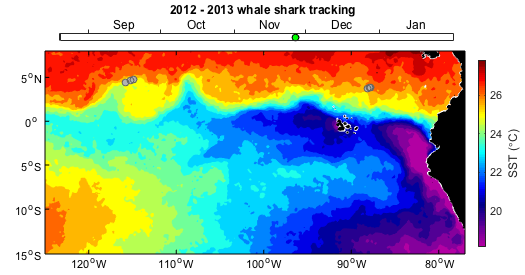 2012 - 2013 whale shark tracking
Sep Oct Nov Dec Jan
5°N
0°
5°S
10°S
15°S
120°W 110°W 100°W 90°W 80°W
26
24
22
20
SST (°C)